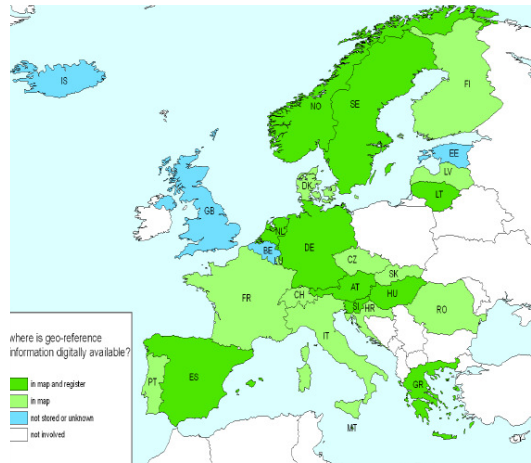 IS
FI
NO
SE
EE
LV
DK
LT
GB
NL
DE
BE
LU
CZ
SK
FR
CH
AT
HU
SI
HR
RO
IT
PT
ES
GR
MT
where is geo-reference
information digitally available?
in map and register
in map
not stored or unknown
not involved